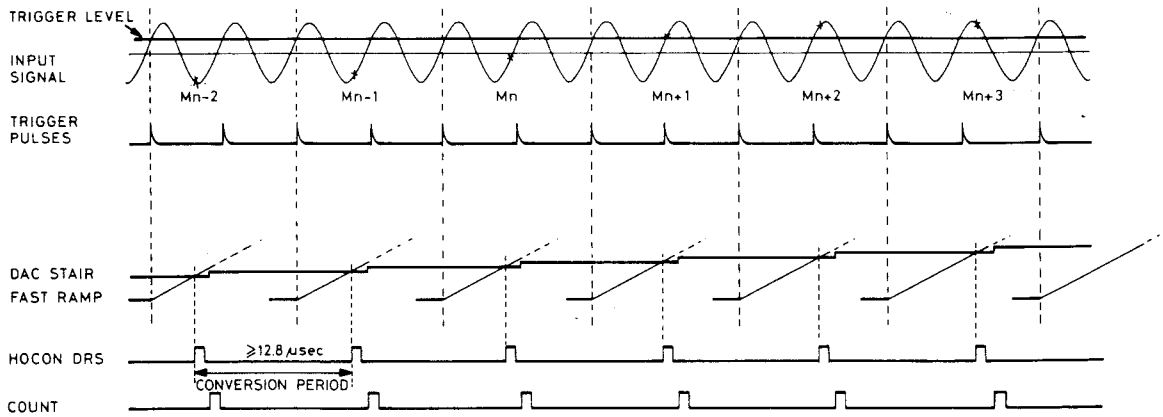 TRIGGER LEVEL
INPUT
SIGNAL
Mn-2 Mn-1 Mn Mn+1 Mn+2 Mn+3
TRIGGER
PULSES
DAC STAIR
FAST RAMP
HOCON DRS
⩾12.8 µsec
CONVERSION PERIOD
COUNT